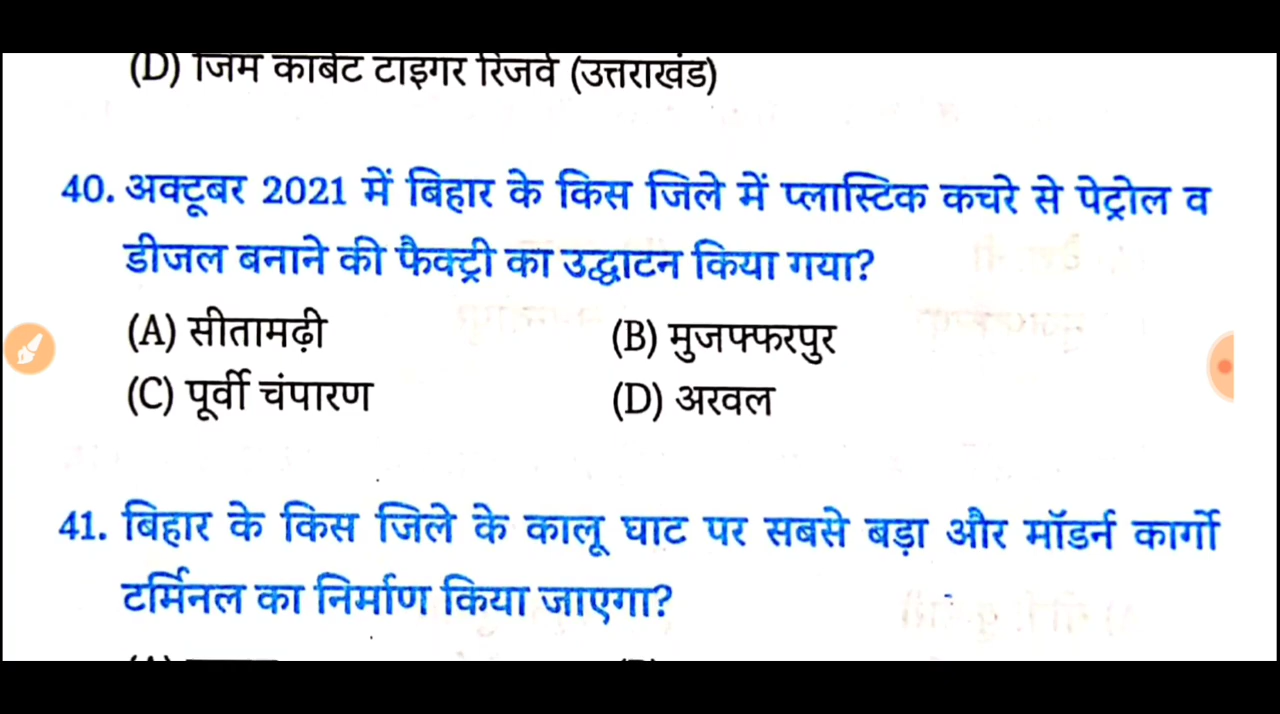 (D) जिम कार्बेट टाइगर रिजर्व (उत्तराखंड)
40. अक्टूबर 2021 में बिहार के किस जिले में प्लास्टिक कचरे से पेट्रोल व
डीजल बनाने की फैक्ट्री का उद्घाटन किया गया?
(A) सीतामढ़ी (B) मुजफ्फरपुर
(C) पूर्वी चंपारण (D) अरवल
41. बिहार के किस जिले के कालू घाट पर सबसे बड़ा और मॉडर्न कार्गो
टर्मिनल का निर्माण किया जाएगा?